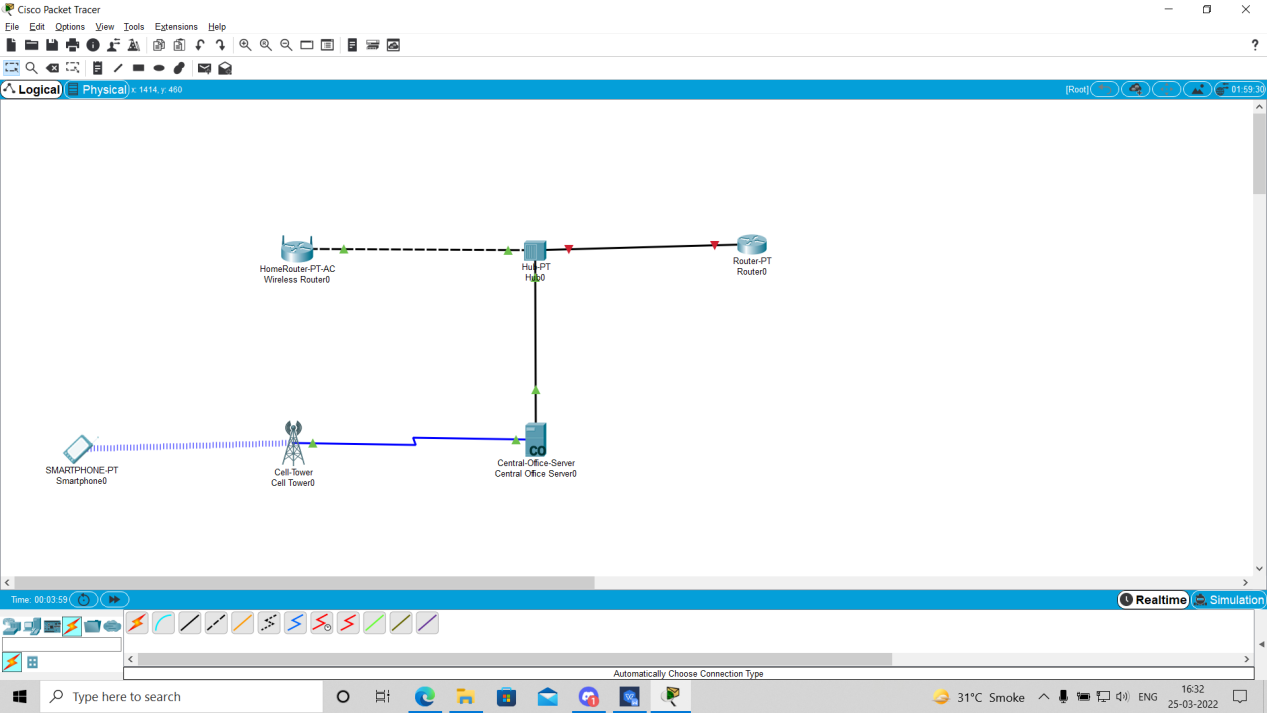 Cisco Packet Tracer
File Edit Options View Tools Extensions Help
?
Logical Physical x: 1414, y: 460 [Root] 01:59:30
HomeRouter-PT-AC
Wireless Router0
Hub-PT
Hub0
Router-PT
Router0
SMARTPHONE-PT
Smartphone0
Cell-Tower
Cell Tower0
CO
Central-Office-Server
Central Office Server0
Time: 00:03:59 Realtime Simulation
Automatically Choose Connection Type
Type here to search
31°C Smoke ENG 16:32
25-03-2022